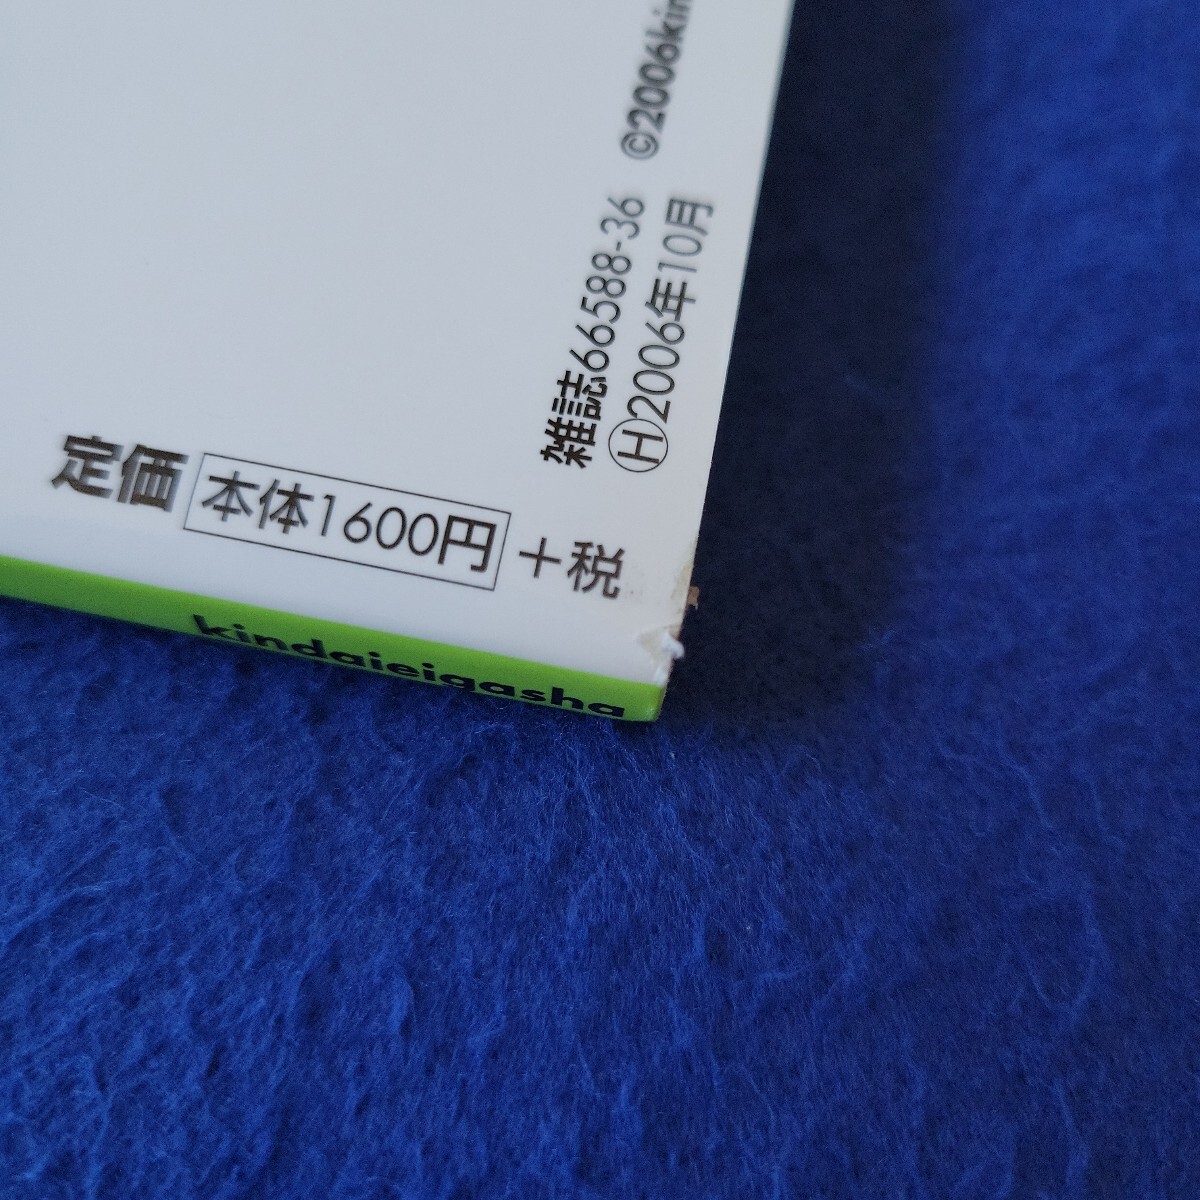 ©2006kin
雑誌66588-36
Ⓗ2006年10月
定価 本体1600円 +税
kindaieigasha